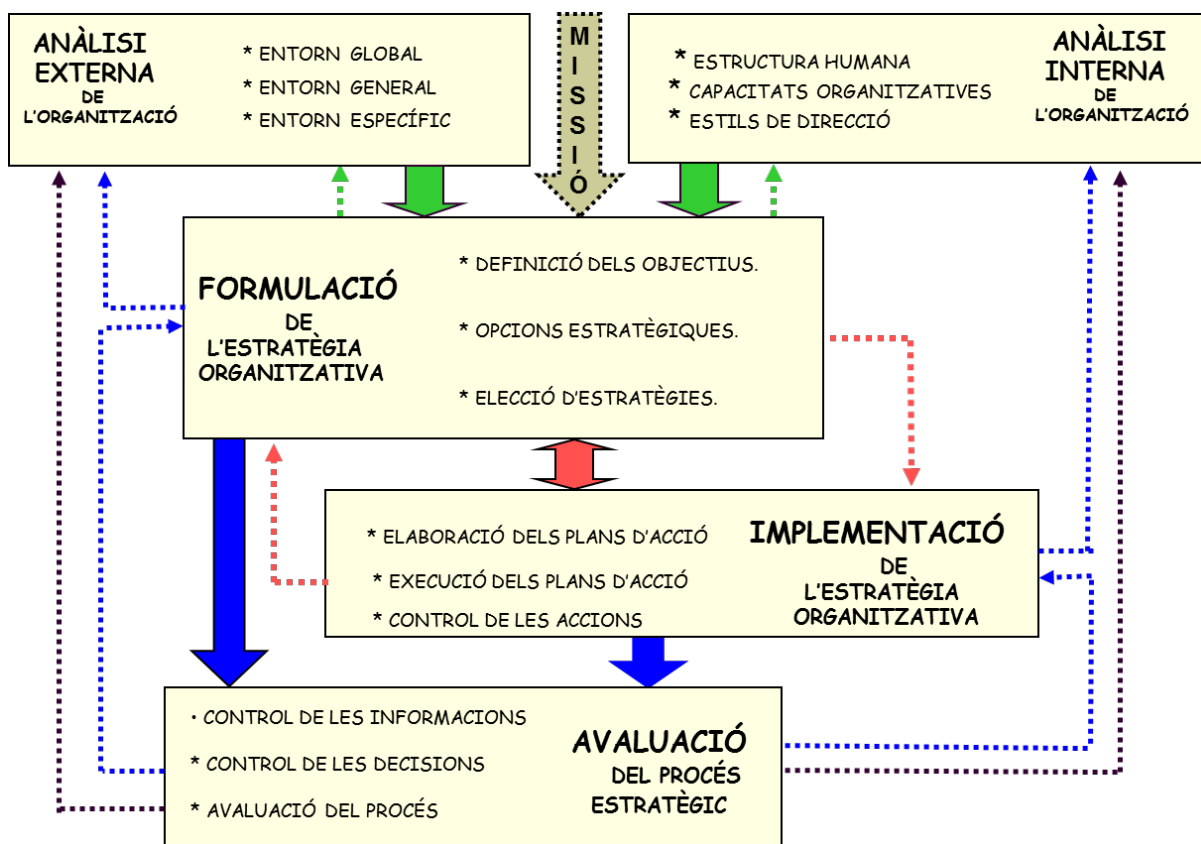 ANÀLISI
EXTERNA
DE
L'ORGANITZACIÓ
* ENTORN GLOBAL
* ENTORN GENERAL
* ENTORN ESPECÍFIC
MISSIÓ
* ESTRUCTURA HUMANA
* CAPACITATS ORGANITZATIVES
* ESTILS DE DIRECCIÓ
ANÀLISI
INTERNA
DE
L'ORGANITZACIÓ
FORMULACIÓ
DE
L'ESTRATÈGIA
ORGANITZATIVA
* DEFINICIÓ DELS OBJECTIUS.
* OPCIONS ESTRATÈGIQUES.
* ELECCIÓ D'ESTRATÈGIES.
* ELABORACIÓ DELS PLANS D'ACCIÓ
* EXECUCIÓ DELS PLANS D'ACCIÓ
* CONTROL DE LES ACCIONS
IMPLEMENTACIÓ
DE
L'ESTRATÈGIA
ORGANITZATIVA
• CONTROL DE LES INFORMACIONS
* CONTROL DE LES DECISIONS
* AVALUACIÓ DEL PROCÉS
AVALUACIÓ
DEL PROCÉS
ESTRATÈGIC